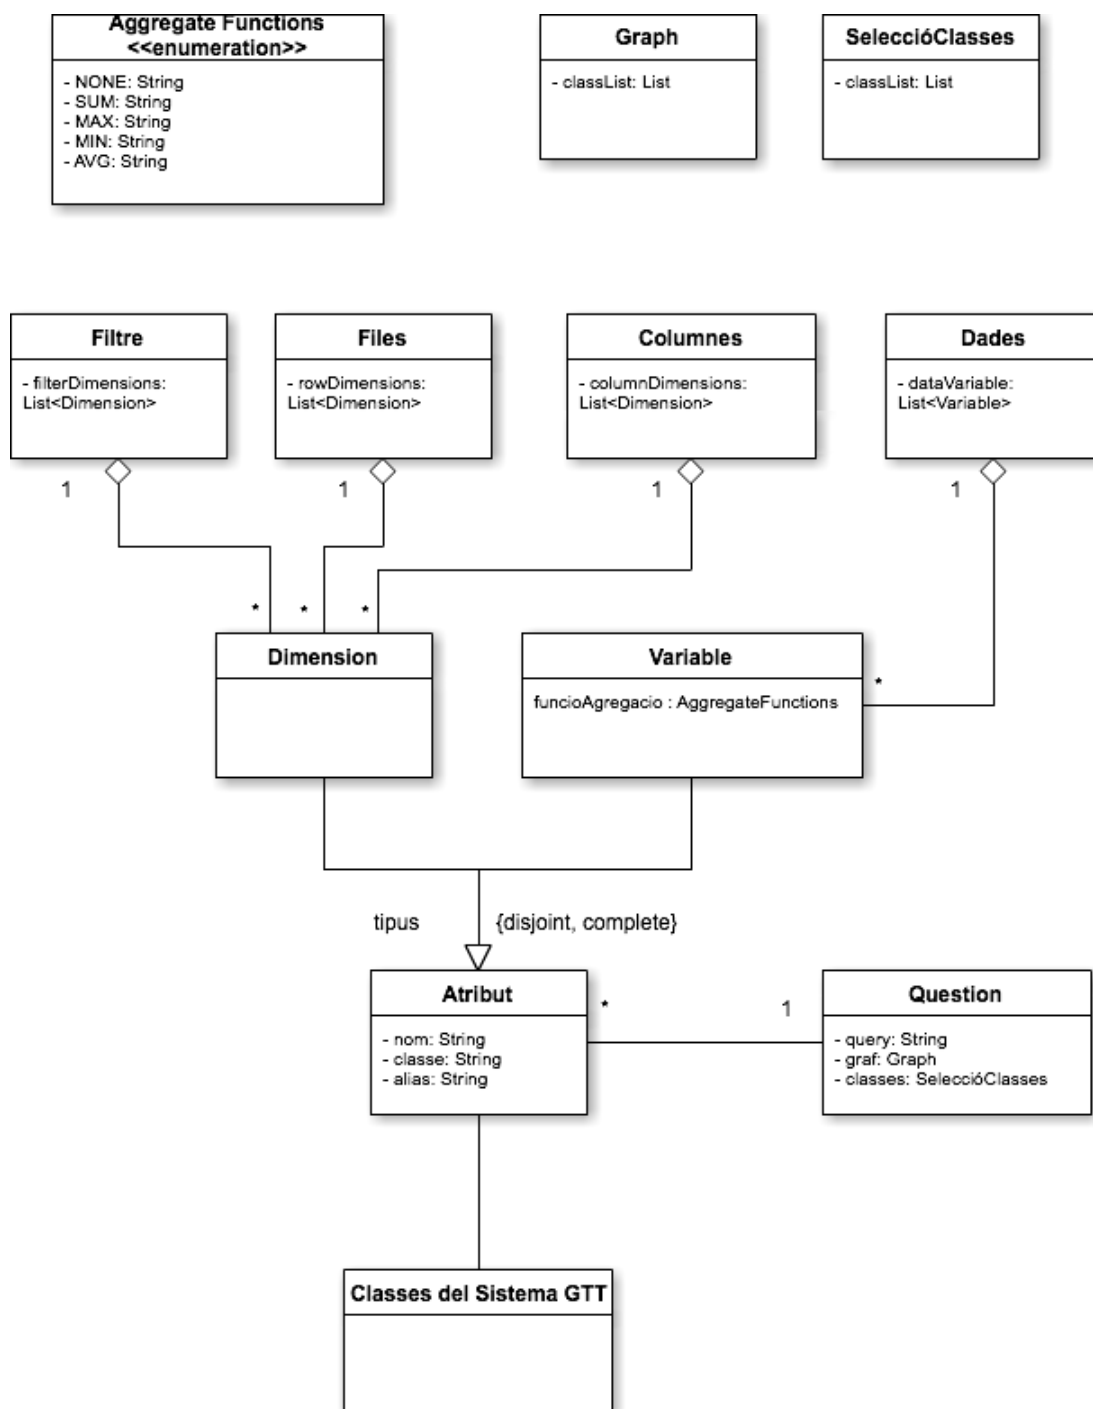 Aggregate Functions
<<enumeration>>
- NONE: String
- SUM: String
- MAX: String
- MIN: String
- AVG: String
Graph
- classList: List
SeleccióClasses
- classList: List
Filtre
- filterDimensions:
List<Dimension>
Files
- rowDimensions:
List<Dimension>
Columnes
- columnDimensions:
List<Dimension>
Dades
- dataVariable:
List<Variable>
1
1
1
1
*
*
*
*
Dimension
Variable
funcioAgregacio : AggregateFunctions
tipus
{disjoint, complete}
Atribut
- nom: String
- classe: String
- alias: String
*
1
Question
- query: String
- graf: Graph
- classes: SeleccióClasses
Classes del Sistema GTT